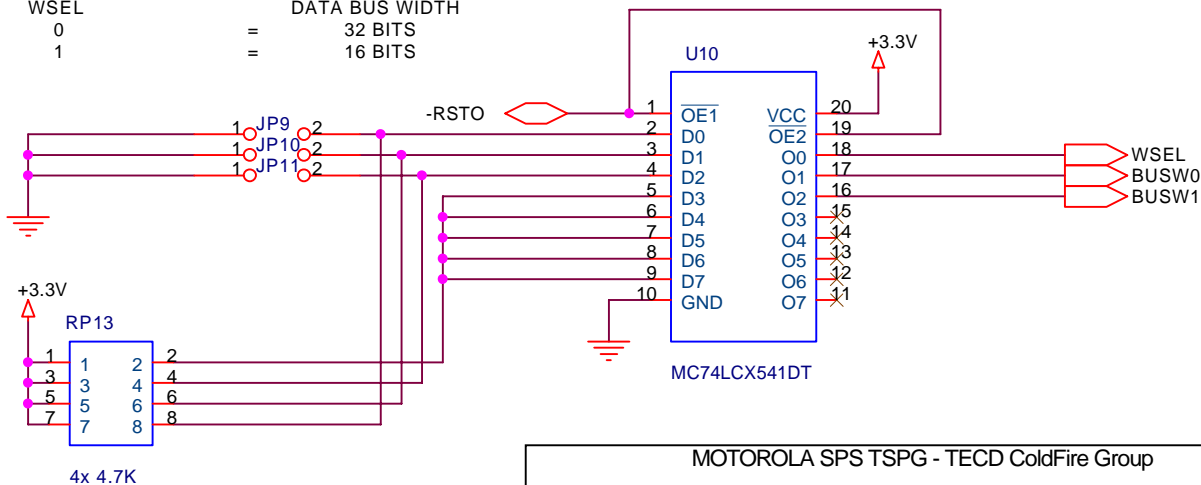 WSEL DATA BUS WIDTH
0 = 32 BITS
1 = 16 BITS
U10
+3.3V
-RSTO
1 OE1 VCC 20
2 D0 OE2 19
3 D1 O0 18 WSEL
4 D2 O1 17 BUSW0
5 D3 O2 16 BUSW1
6 D4 O3 15
7 D5 O4 14
8 D6 O5 13
9 D7 O6 12
10 GND O7 11
MC74LCX541DT
1 JP9 2
1 JP10 2
1 JP11 2
+3.3V
RP13
1 1 2 2
3 3 4 4
5 5 6 6
7 7 8 8
4x 4.7K
MOTOROLA SPS TSPG - TECD ColdFire Group